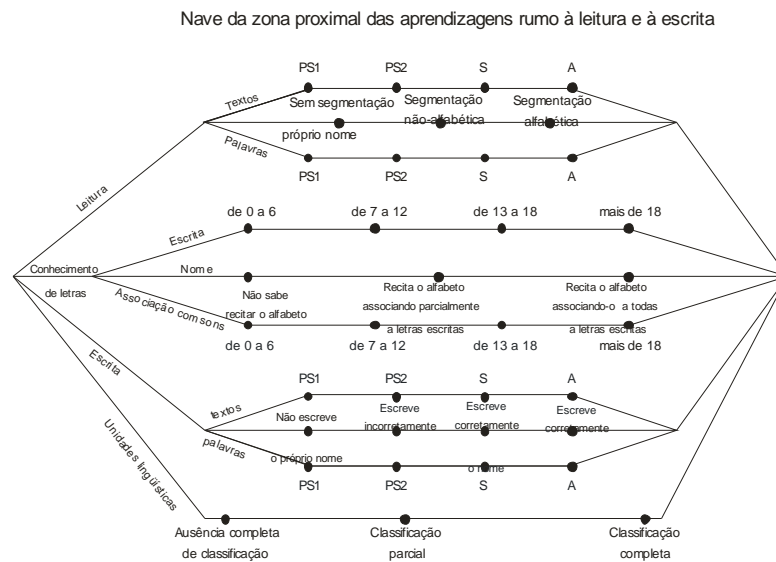 Nave da zona proximal das aprendizagens rumo à leitura e à escrita
PS1 PS2 S A
Textos
Sem segmentação Segmentação Segmentação
não-alfabética alfabética
próprio nome
Palavras
PS1 PS2 S A
Leitura
de 0 a 6 de 7 a 12 de 13 a 18 mais de 18
Escrita
Conhecimento Nome
de letras
Não sabe Recita o alfabeto Recita o alfabeto
recitar o alfabeto associando parcialmente associando-o a todas
a letras escritas a letras escritas
Associação com sons
de 0 a 6 de 7 a 12 de 13 a 18 mais de 18
Escrita
PS1 PS2 S A
textos
Não escreve Escreve Escreve Escreve
incorretamente corretamente corretamente
palavras
o próprio nome o nome
PS1 PS2 S A
Unidades lingüísticas
Ausência completa Classificação Classificação
de classificação parcial completa